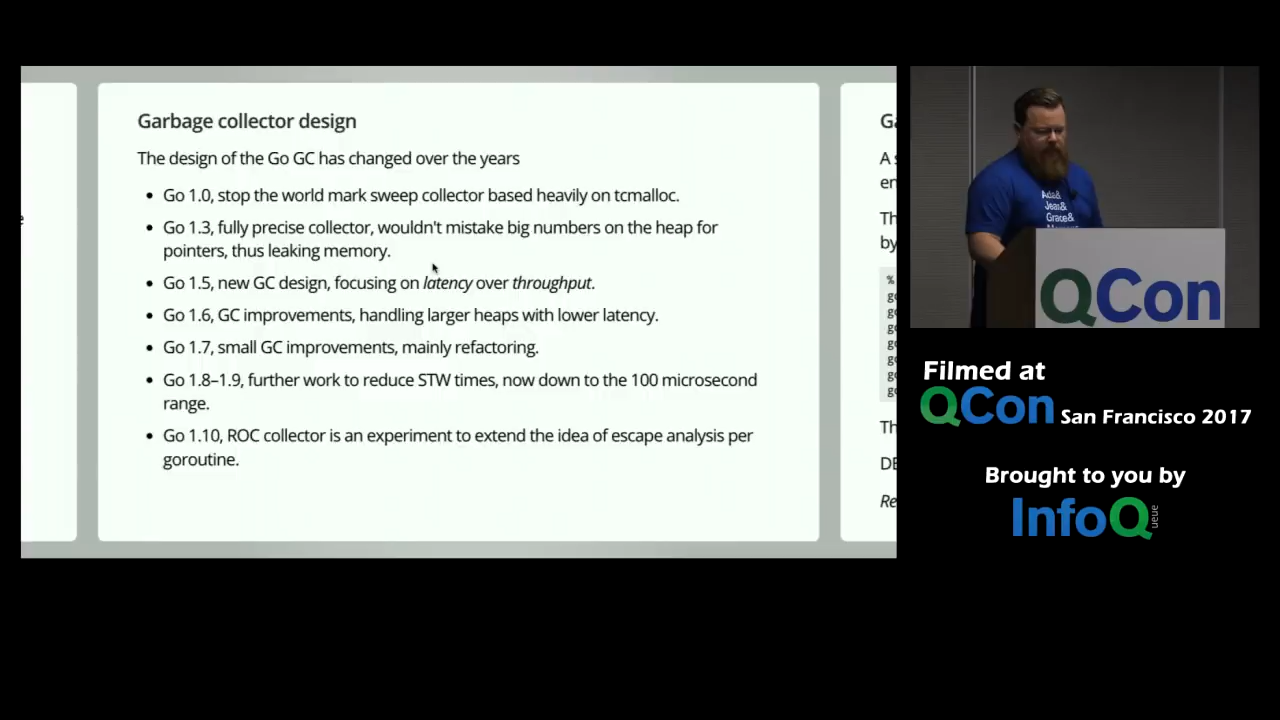 Garbage collector design
The design of the Go GC has changed over the years
• Go 1.0, stop the world mark sweep collector based heavily on tcmalloc.
• Go 1.3, fully precise collector, wouldn't mistake big numbers on the heap for
pointers, thus leaking memory.
• Go 1.5, new GC design, focusing on latency over throughput.
• Go 1.6, GC improvements, handling larger heaps with lower latency.
• Go 1.7, small GC improvements, mainly refactoring.
• Go 1.8–1.9, further work to reduce STW times, now down to the 100 microsecond
range.
• Go 1.10, ROC collector is an experiment to extend the idea of escape analysis per
goroutine.
Ada&
Jean&
Grace&
QCon
Filmed at
QCon San Francisco 2017
Brought to you by
InfoQ
ueue